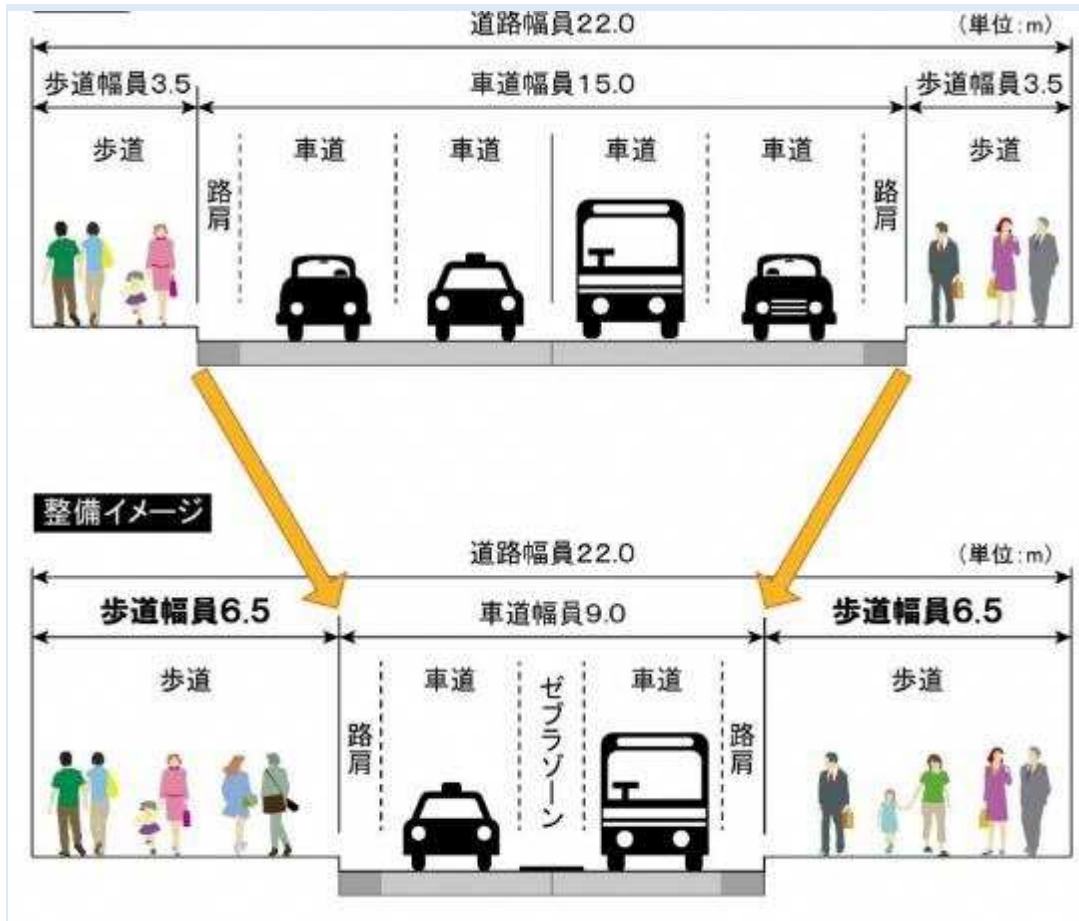 道路幅員22.0
（単位:m）
歩道幅員3.5
車道幅員15.0
歩道幅員3.5
歩道
路肩
車道
車道
車道
車道
路肩
歩道
整備イメージ
道路幅員22.0
（単位:m）
歩道幅員6.5
車道幅員9.0
歩道幅員6.5
歩道
路肩
車道
ゼブラゾーン
車道
路肩
歩道